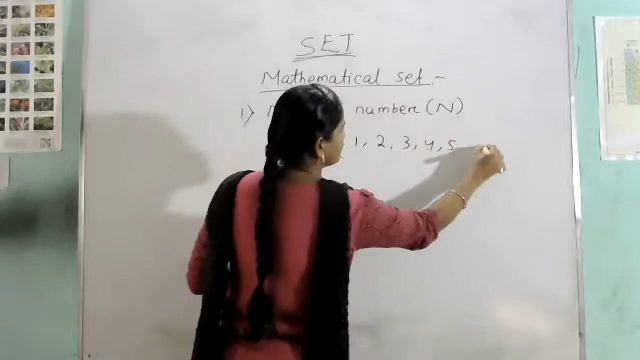 SET
Mathematical set :-
1) number (N)
1, 2, 3, 4, 5